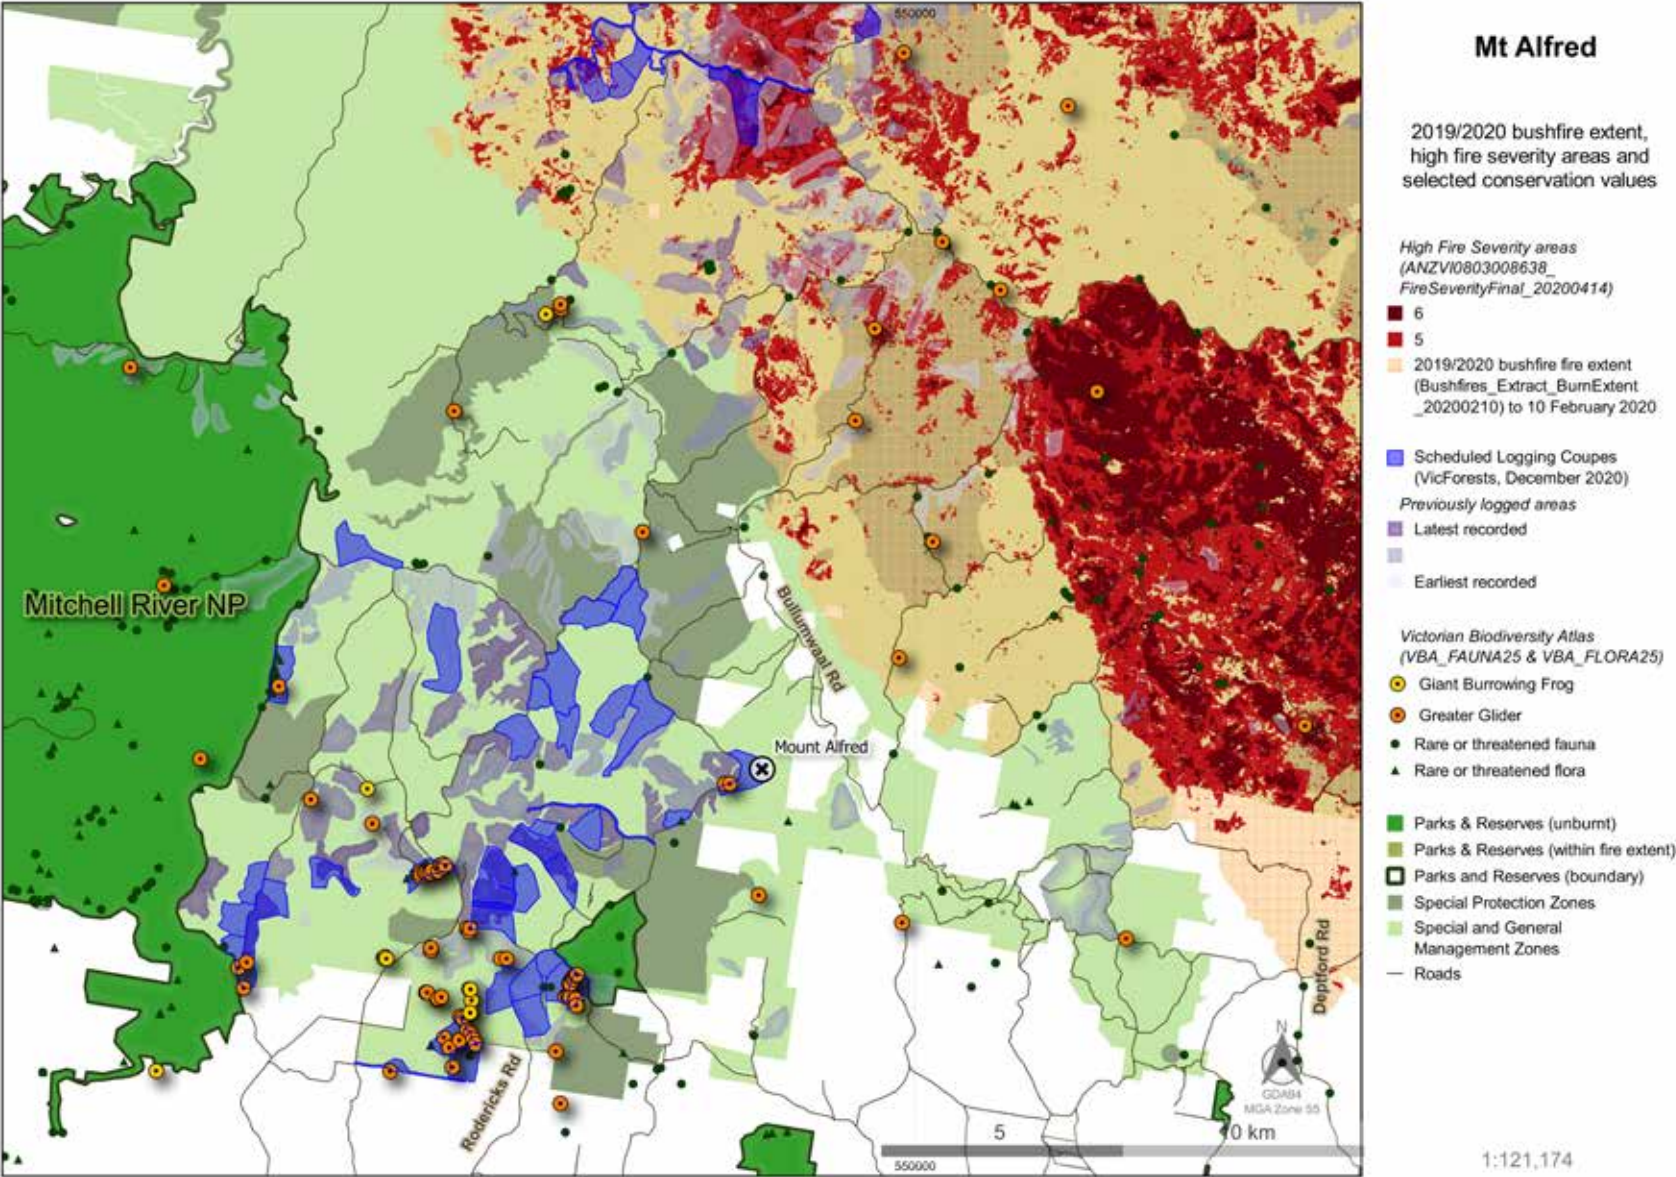 550000
Mitchell River NP
Bullumwaal Rd
Mount Alfred
Rodericks Rd
Deptford Rd
N
GDA94
MGA Zone 55
5
10 km
550000
Mt Alfred
2019/2020 bushfire extent,
high fire severity areas and
selected conservation values
High Fire Severity areas
(ANZVI0803008638_
FireSeverityFinal_20200414)
6
5
2019/2020 bushfire fire extent
(Bushfires_Extract_BurnExtent
_20200210) to 10 February 2020
Scheduled Logging Coupes
(VicForests, December 2020)
Previously logged areas
Latest recorded
Earliest recorded
Victorian Biodiversity Atlas
(VBA_FAUNA25 & VBA_FLORA25)
Giant Burrowing Frog
Greater Glider
Rare or threatened fauna
Rare or threatened flora
Parks & Reserves (unburnt)
Parks & Reserves (within fire extent)
Parks and Reserves (boundary)
Special Protection Zones
Special and General
Management Zones
Roads
1:121,174